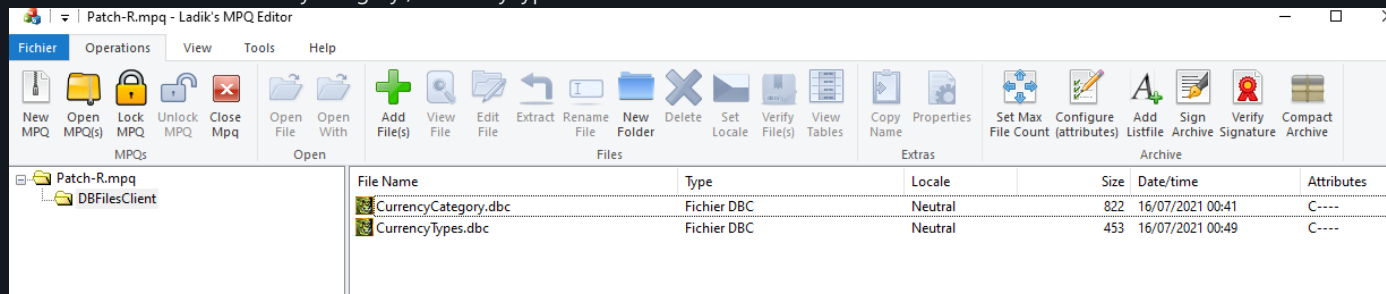 Patch-R.mpq - Ladik's MPQ Editor
Fichier Operations View Tools Help
New MPQ Open MPQ(s) Lock MPQ Unlock MPQ Close Mpq Open File Open With Add File(s) View File Edit File Extract Rename File New Folder Delete Set Locale Verify File(s) View Tables Copy Name Properties Set Max File Count Configure (attributes) Add Listfile Sign Archive Verify Signature Compact Archive
MPQs Open Files Extras Archive
Patch-R.mpq
DBFilesClient
File Name Type Locale Size Date/time Attributes
CurrencyCategory.dbc Fichier DBC Neutral 822 16/07/2021 00:41 C----
CurrencyTypes.dbc Fichier DBC Neutral 453 16/07/2021 00:49 C----